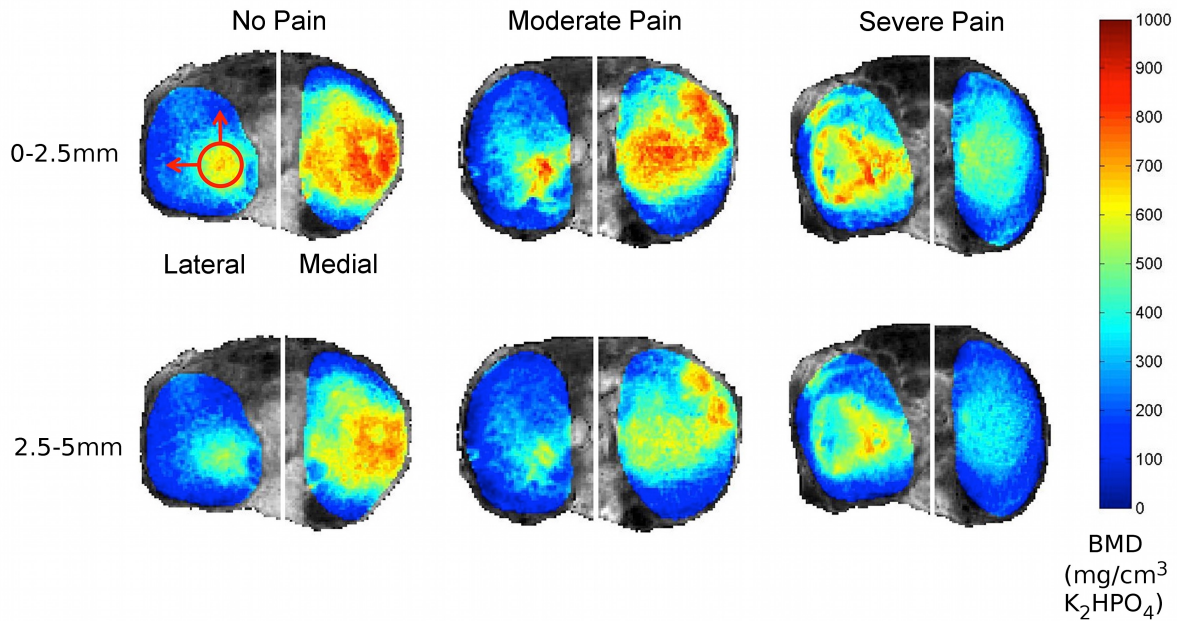 No Pain
Moderate Pain
Severe Pain
0-2.5mm
Lateral
Medial
2.5-5mm
1000
900
800
700
600
500
400
300
200
100
0
BMD
(mg/cm³
K₂HPO₄)